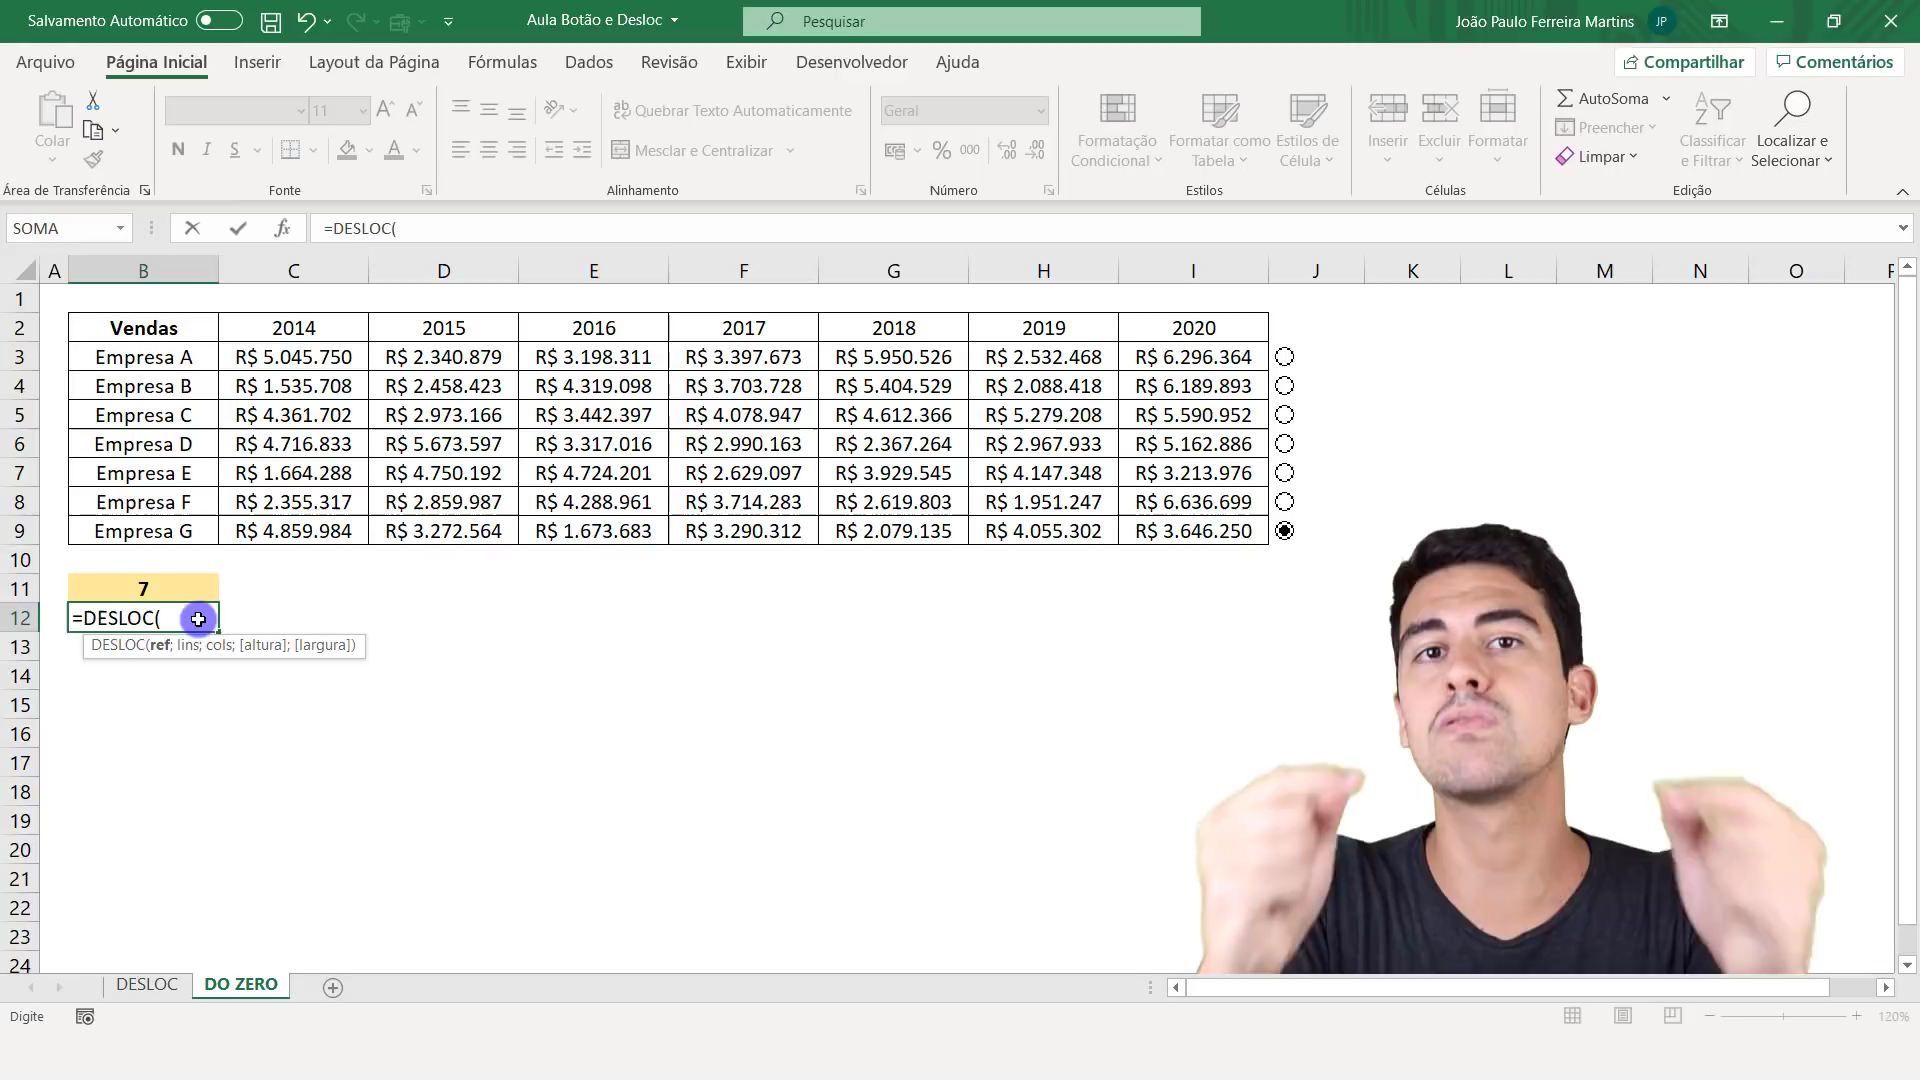 Salvamento Automático
Aula Botão e Desloc
Pesquisar
João Paulo Ferreira Martins JP
Arquivo Página Inicial Inserir Layout da Página Fórmulas Dados Revisão Exibir Desenvolvedor Ajuda
Compartilhar Comentários
Colar
Área de Transferência
11
N I S
Fonte
Quebrar Texto Automaticamente
Mesclar e Centralizar
Alinhamento
Geral
% 000
Número
Formatação Condicional
Formatar como Tabela
Estilos de Célula
Estilos
Inserir Excluir Formatar
Células
AutoSoma
Preencher
Limpar
Classificar e Filtrar
Localizar e Selecionar
Edição
SOMA fx =DESLOC(
A B C D E F G H I J K L M N O
1
2 Vendas 2014 2015 2016 2017 2018 2019 2020
3 Empresa A R$ 5.045.750 R$ 2.340.879 R$ 3.198.311 R$ 3.397.673 R$ 5.950.526 R$ 2.532.468 R$ 6.296.364
4 Empresa B R$ 1.535.708 R$ 2.458.423 R$ 4.319.098 R$ 3.703.728 R$ 5.404.529 R$ 2.088.418 R$ 6.189.893
5 Empresa C R$ 4.361.702 R$ 2.973.166 R$ 3.442.397 R$ 4.078.947 R$ 4.612.366 R$ 5.279.208 R$ 5.590.952
6 Empresa D R$ 4.716.833 R$ 5.673.597 R$ 3.317.016 R$ 2.990.163 R$ 2.367.264 R$ 2.967.933 R$ 5.162.886
7 Empresa E R$ 1.664.288 R$ 4.750.192 R$ 4.724.201 R$ 2.629.097 R$ 3.929.545 R$ 4.147.348 R$ 3.213.976
8 Empresa F R$ 2.355.317 R$ 2.859.987 R$ 4.288.961 R$ 3.714.283 R$ 2.619.803 R$ 1.951.247 R$ 6.636.699
9 Empresa G R$ 4.859.984 R$ 3.272.564 R$ 1.673.683 R$ 3.290.312 R$ 2.079.135 R$ 4.055.302 R$ 3.646.250
10
11 7
12 =DESLOC(
13 DESLOC(ref; lins; cols; [altura]; [largura])
14
15
16
17
18
19
20
21
22
23
24
DESLOC DO ZERO
Digite
120%